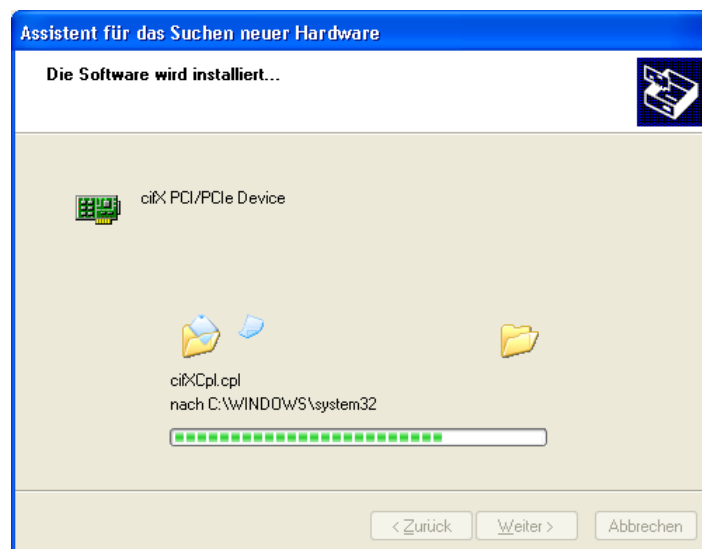 Assistent für das Suchen neuer Hardware
Die Software wird installiert...
cifX PCI/PCIe Device
cifXCpl.cpl
nach C:\WINDOWS\system32
< Zurück
Weiter >
Abbrechen